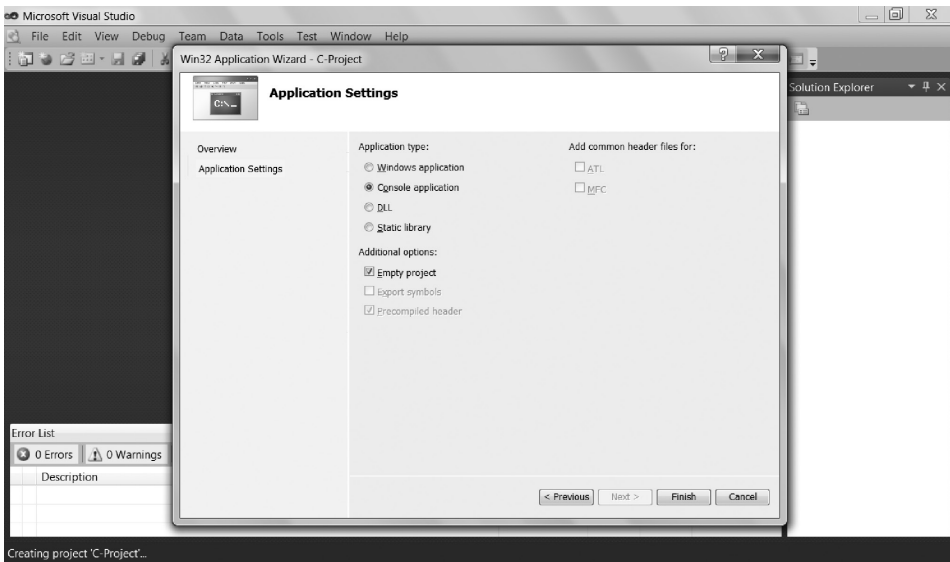 Microsoft Visual Studio
File Edit View Debug Team Data Tools Test Window Help
Win32 Application Wizard - C-Project
C:\_
Application Settings
Overview
Application Settings
Application type:
Windows application
Console application
DLL
Static library
Additional options:
Empty project
Export symbols
Precompiled header
Add common header files for:
ATL
MFC
< Previous Next > Finish Cancel
Solution Explorer
Error List
0 Errors 0 Warnings
Description
Creating project 'C-Project'...